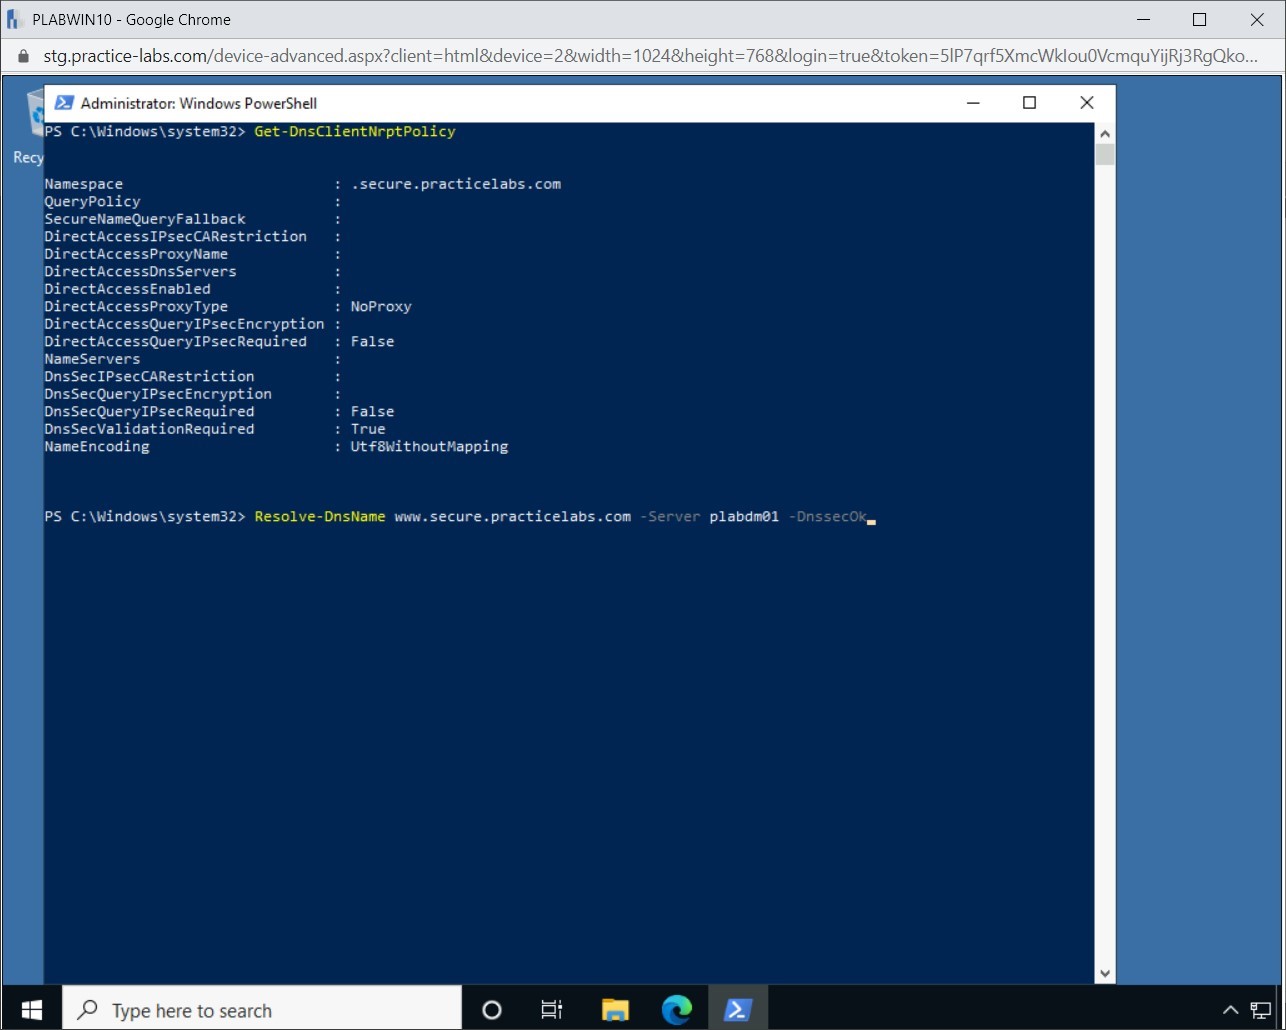 PLABWIN10 - Google Chrome
stg.practice-labs.com/device-advanced.aspx?client=html&device=2&width=1024&height=768&login=true&token=5lP7qrf5XmcWkIou0VcmquYijRj3RgQko...
Administrator: Windows PowerShell
PS C:\Windows\system32> Get-DnsClientNrptPolicy
Recy
Namespace : .secure.practicelabs.com
QueryPolicy :
SecureNameQueryFallback :
DirectAccessIPsecCARestriction :
DirectAccessProxyName :
DirectAccessDnsServers :
DirectAccessEnabled :
DirectAccessProxyType : NoProxy
DirectAccessQueryIPsecEncryption :
DirectAccessQueryIPsecRequired : False
NameServers :
DnsSecIPsecCARestriction :
DnsSecQueryIPsecEncryption :
DnsSecQueryIPsecRequired : False
DnsSecValidationRequired : True
NameEncoding : Utf8WithoutMapping
PS C:\Windows\system32> Resolve-DnsName www.secure.practicelabs.com -Server plabdm01 -DnssecOk
Type here to search